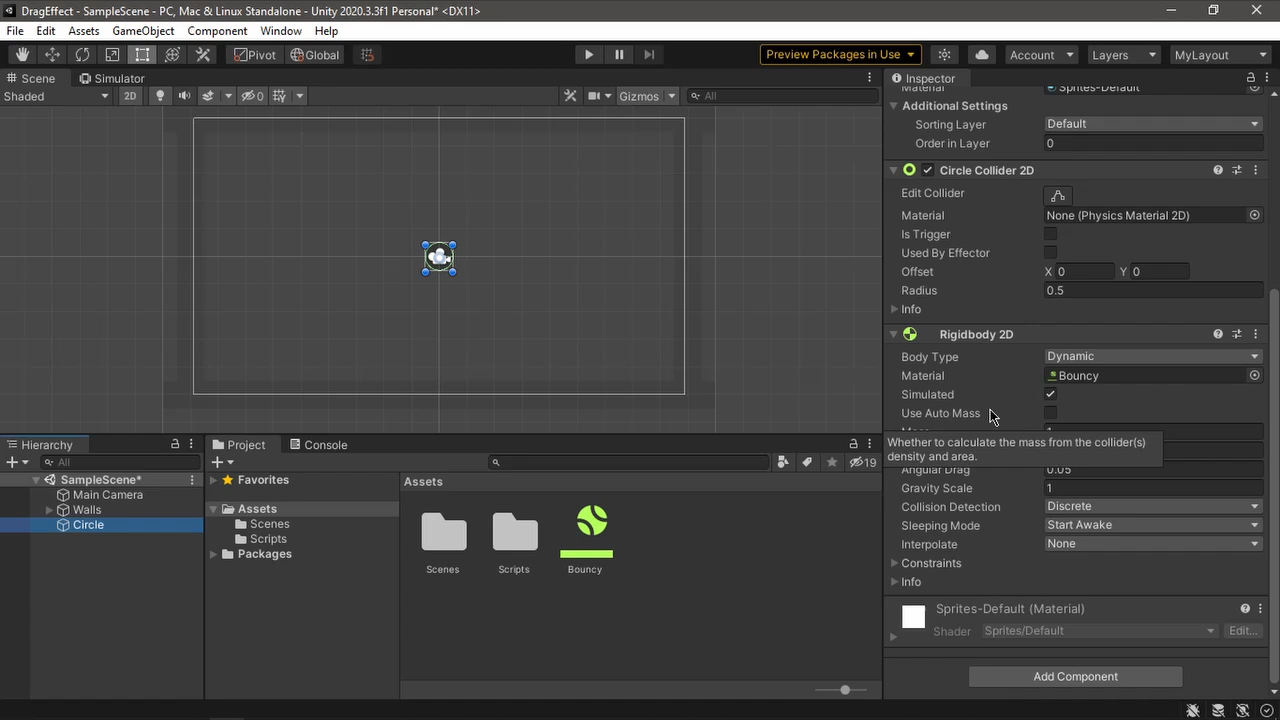 DragEffect - SampleScene - PC, Mac & Linux Standalone - Unity 2020.3.3f1 Personal* <DX11>
File Edit Assets GameObject Component Window Help
Pivot Global Preview Packages in Use Account Layers MyLayout
Scene Simulator
Shaded 2D 0 Gizmos All
Inspector
Material Sprites-Default
Additional Settings
Sorting Layer Default
Order in Layer 0
Circle Collider 2D
Edit Collider
Material None (Physics Material 2D)
Is Trigger
Used By Effector
Offset X 0 Y 0
Radius 0.5
Info
Rigidbody 2D
Body Type Dynamic
Material Bouncy
Simulated
Use Auto Mass
Whether to calculate the mass from the collider(s)
density and area.
Angular Drag 0.05
Gravity Scale 1
Collision Detection Discrete
Sleeping Mode Start Awake
Interpolate None
Constraints
Info
Sprites-Default (Material)
Shader Sprites/Default Edit...
Add Component
Hierarchy
All
SampleScene*
Main Camera
Walls
Circle
Project Console
19
Favorites
Assets
Scenes
Scripts
Packages
Assets
Scenes Scripts Bouncy